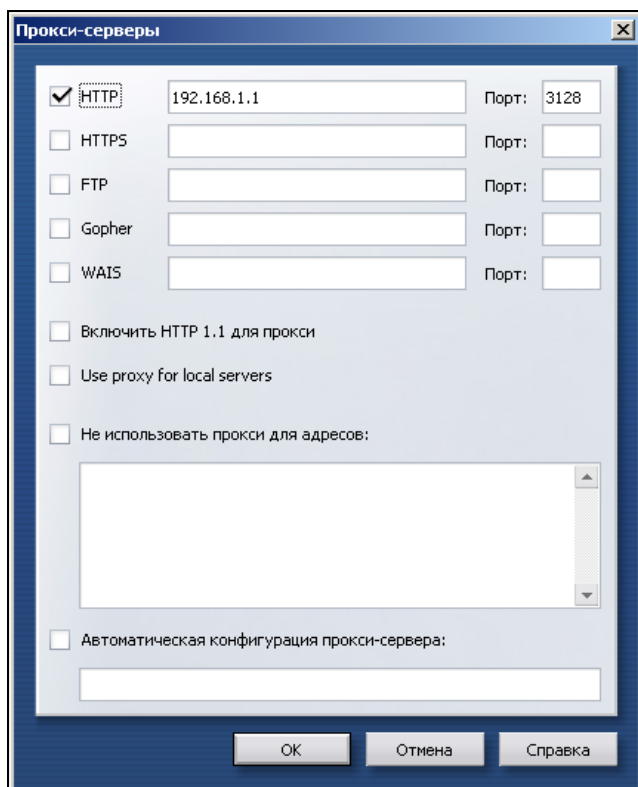 Прокси-серверы
HTTP 192.168.1.1 Порт: 3128
HTTPS Порт:
FTP Порт:
Gopher Порт:
WAIS Порт:
Включить HTTP 1.1 для прокси
Use proxy for local servers
Не использовать прокси для адресов:
Автоматическая конфигурация прокси-сервера:
OK Отмена Справка